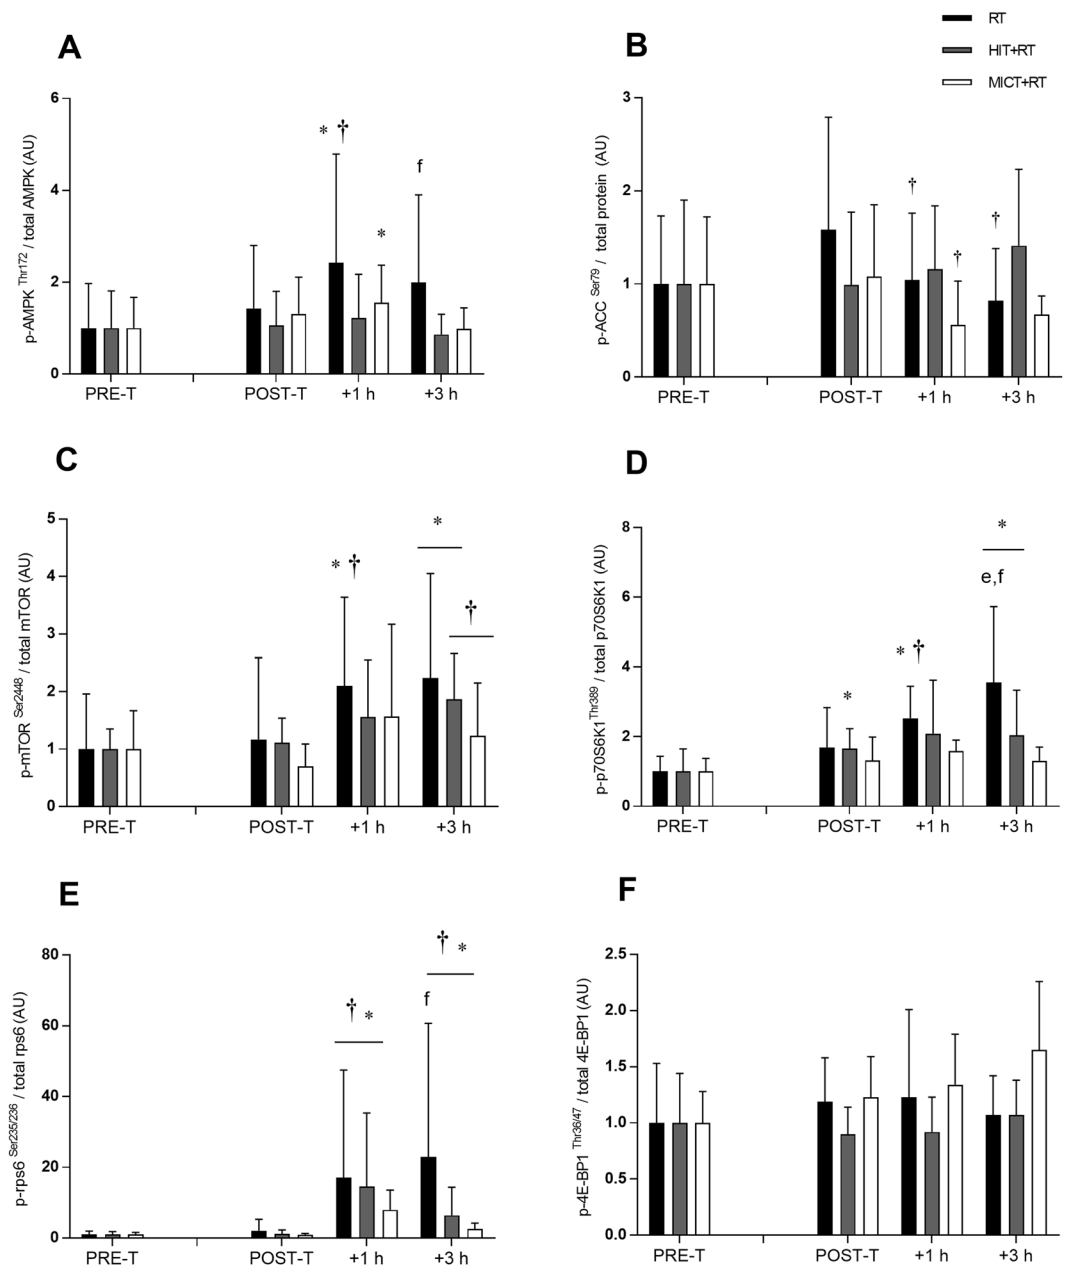 RT
HIT+RT
MICT+RT
A
p-AMPK Thr172 / total AMPK (AU)
6
4
2
0
* †
*
f
PRE-T POST-T +1 h +3 h
B
p-ACC Ser79 / total protein (AU)
3
2
1
0
†
†
†
PRE-T POST-T +1 h +3 h
C
p-mTOR Ser2448 / total mTOR (AU)
5
4
3
2
1
0
* †
*
†
PRE-T POST-T +1 h +3 h
D
p-p70S6K1 Thr389 / total p70S6K1 (AU)
8
6
4
2
0
*
* †
*
e,f
PRE-T POST-T +1 h +3 h
E
p-rps6 Ser235/236 / total rps6 (AU)
80
60
40
20
0
† *
† *
f
PRE-T POST-T +1 h +3 h
F
p-4E-BP1 Thr36/47 / total 4E-BP1 (AU)
2.5
2.0
1.5
1.0
0.5
0.0
PRE-T POST-T +1 h +3 h